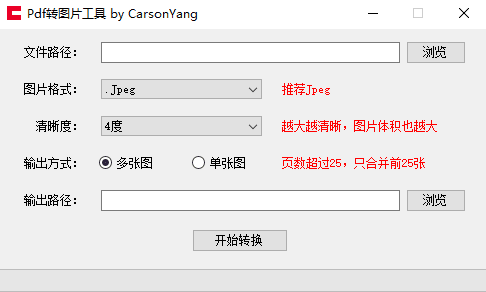 Pdf转图片工具 by CarsonYang
文件路径： 浏览
图片格式： .Jpeg 推荐Jpeg
清晰度： 4度 越大越清晰，图片体积也越大
输出方式： 多张图 单张图 页数超过25，只合并前25张
输出路径： 浏览
开始转换